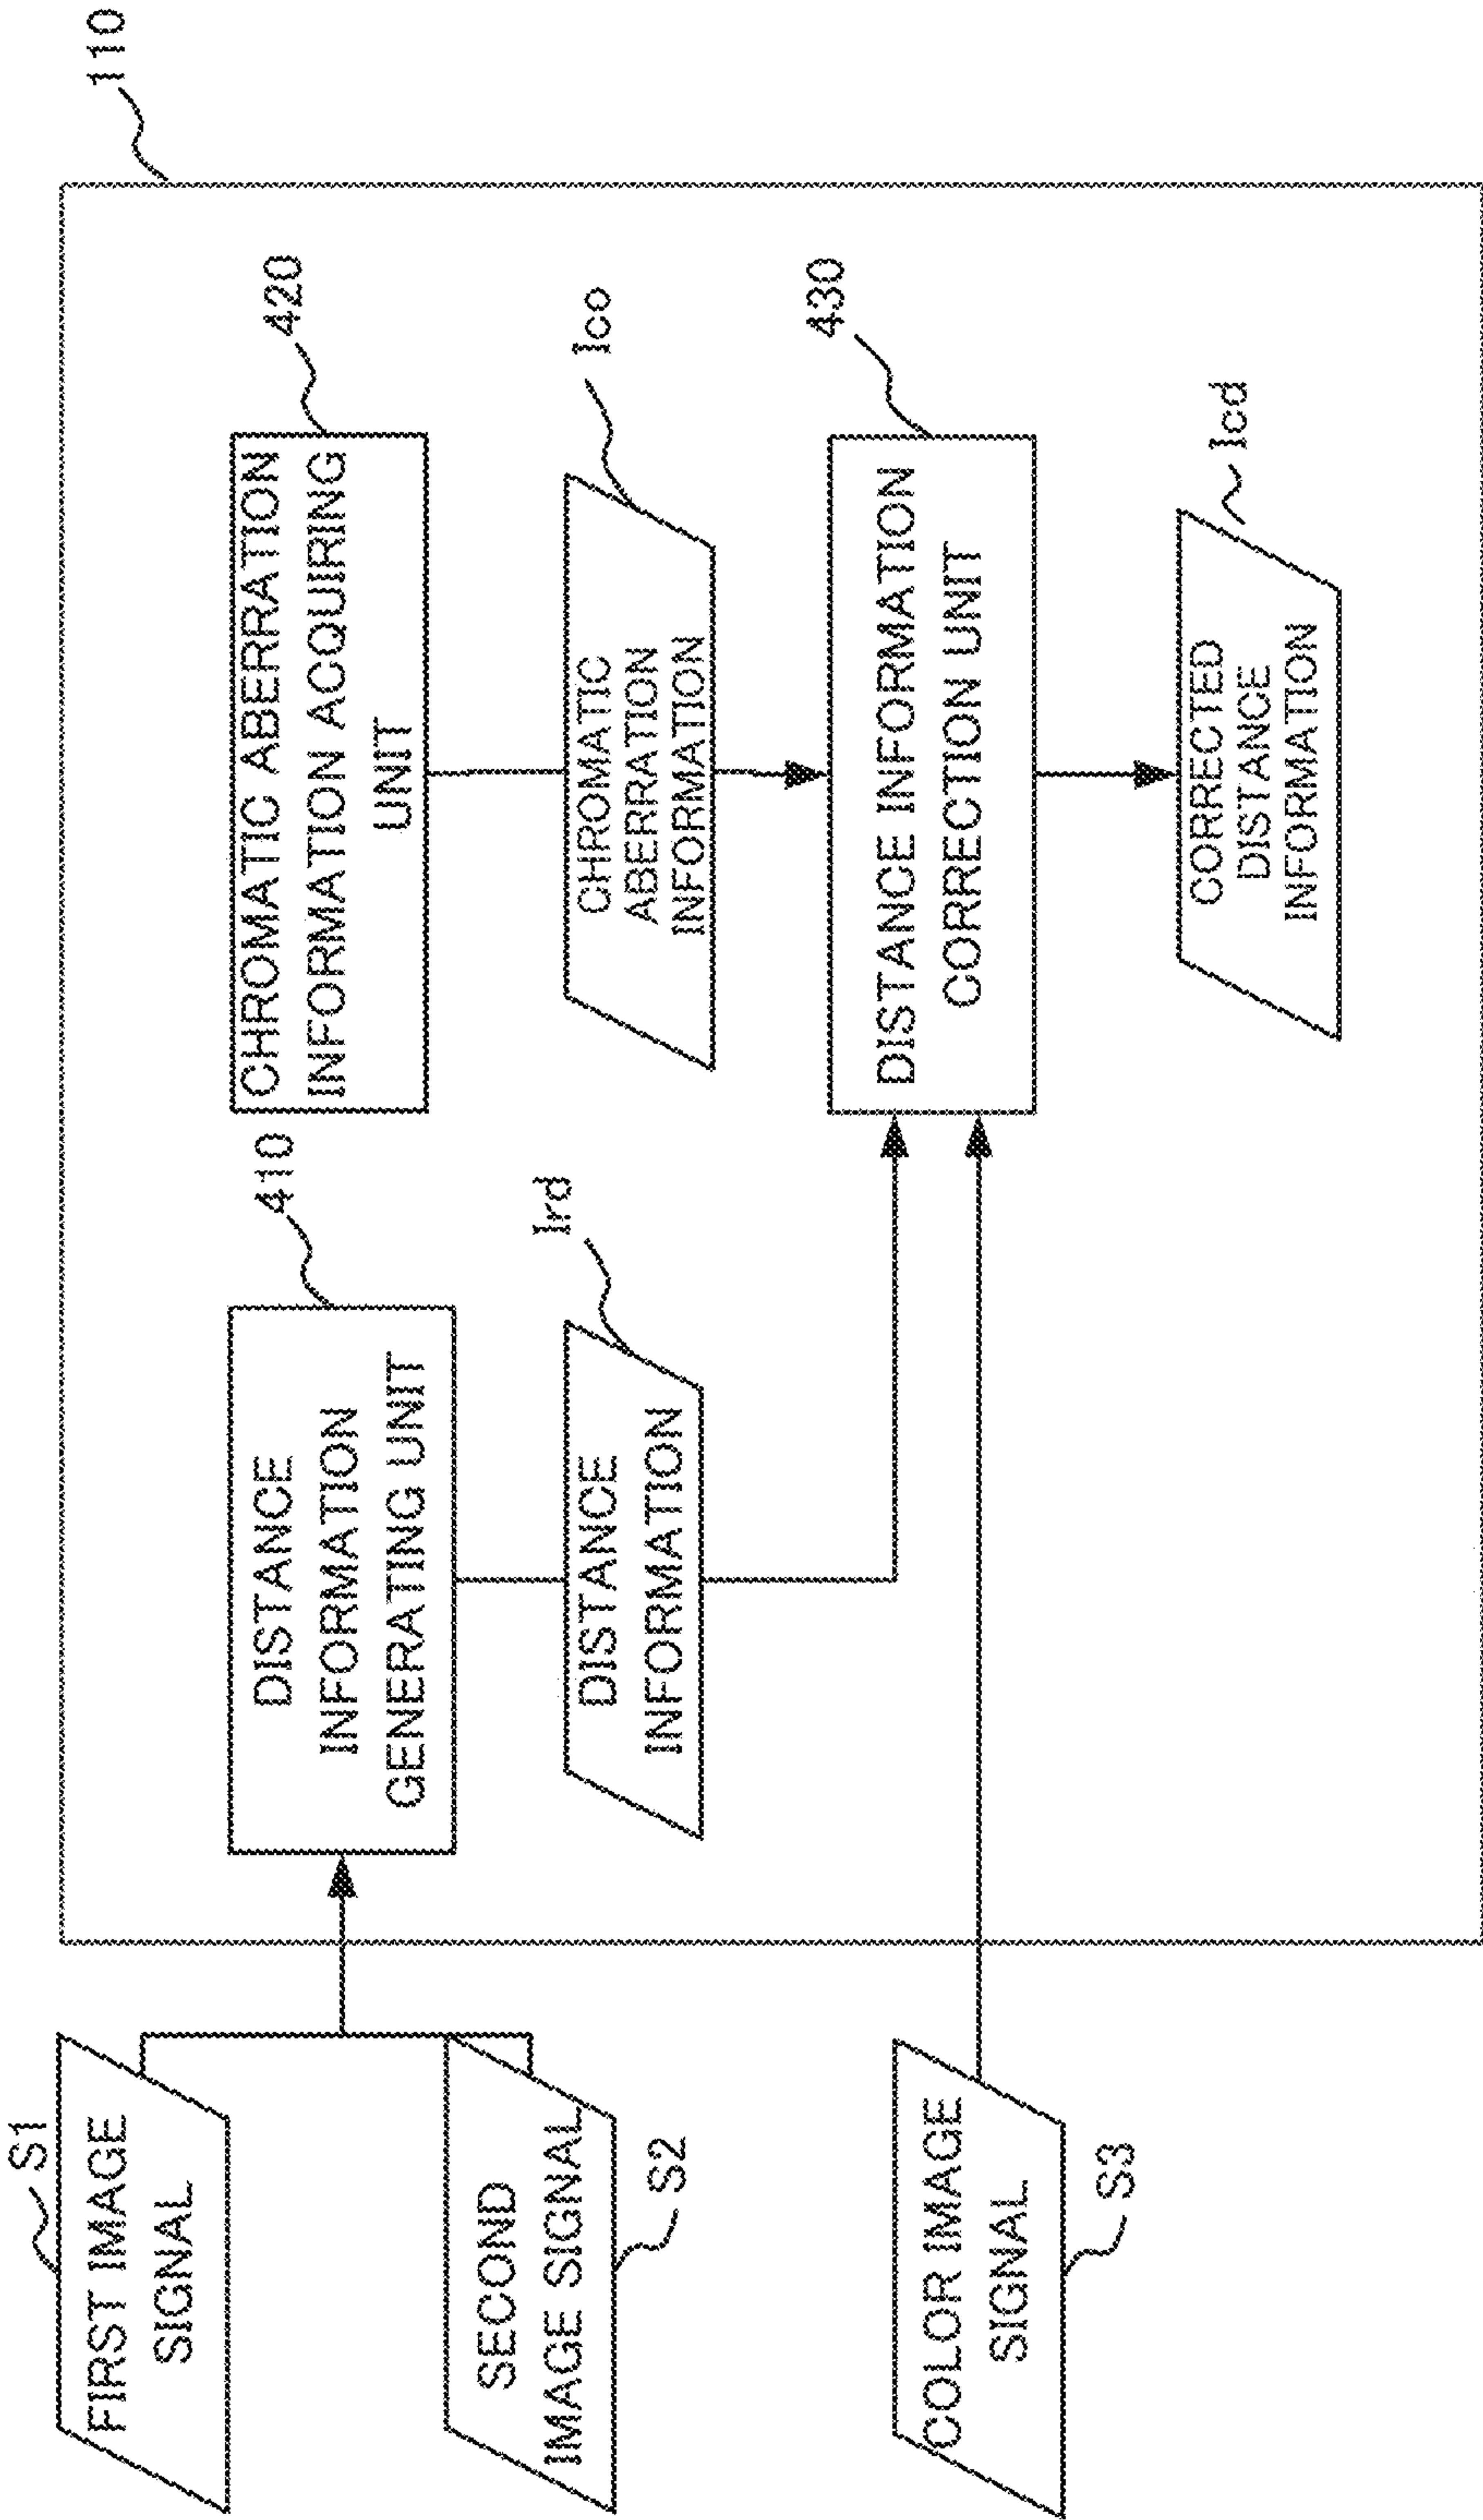 110
S1
FIRST IMAGE
SIGNAL
SECOND
IMAGE SIGNAL
S2
COLOR IMAGE
SIGNAL
S3
410
DISTANCE
INFORMATION
GENERATING UNIT
Ird
DISTANCE
INFORMATION
420
CHROMATIC ABERRATION
INFORMATION ACQUIRING
UNIT
Ico
CHROMATIC
ABERRATION
INFORMATION
430
DISTANCE INFORMATION
CORRECTION UNIT
Icd
CORRECTED
DISTANCE
INFORMATION